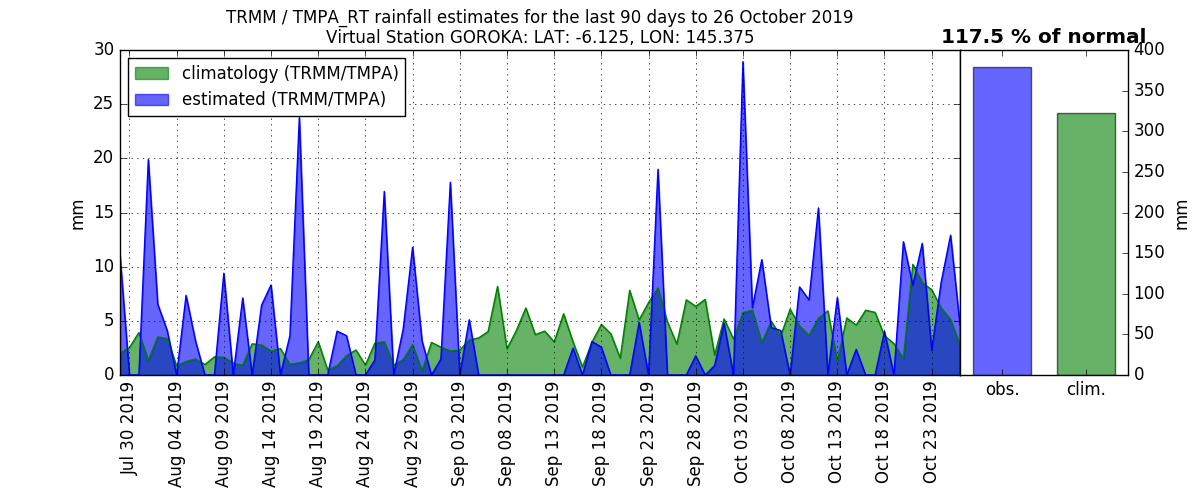 TRMM / TMPA_RT rainfall estimates for the last 90 days to 26 October 2019
Virtual Station GOROKA: LAT: -6.125, LON: 145.375
117.5 % of normal
climatology (TRMM/TMPA)
estimated (TRMM/TMPA)
mm
30
25
20
15
10
5
0
Jul 30 2019
Aug 04 2019
Aug 09 2019
Aug 14 2019
Aug 19 2019
Aug 24 2019
Aug 29 2019
Sep 03 2019
Sep 08 2019
Sep 13 2019
Sep 18 2019
Sep 23 2019
Sep 28 2019
Oct 03 2019
Oct 08 2019
Oct 13 2019
Oct 18 2019
Oct 23 2019
400
350
300
250
200
150
100
50
0
mm
obs.
clim.